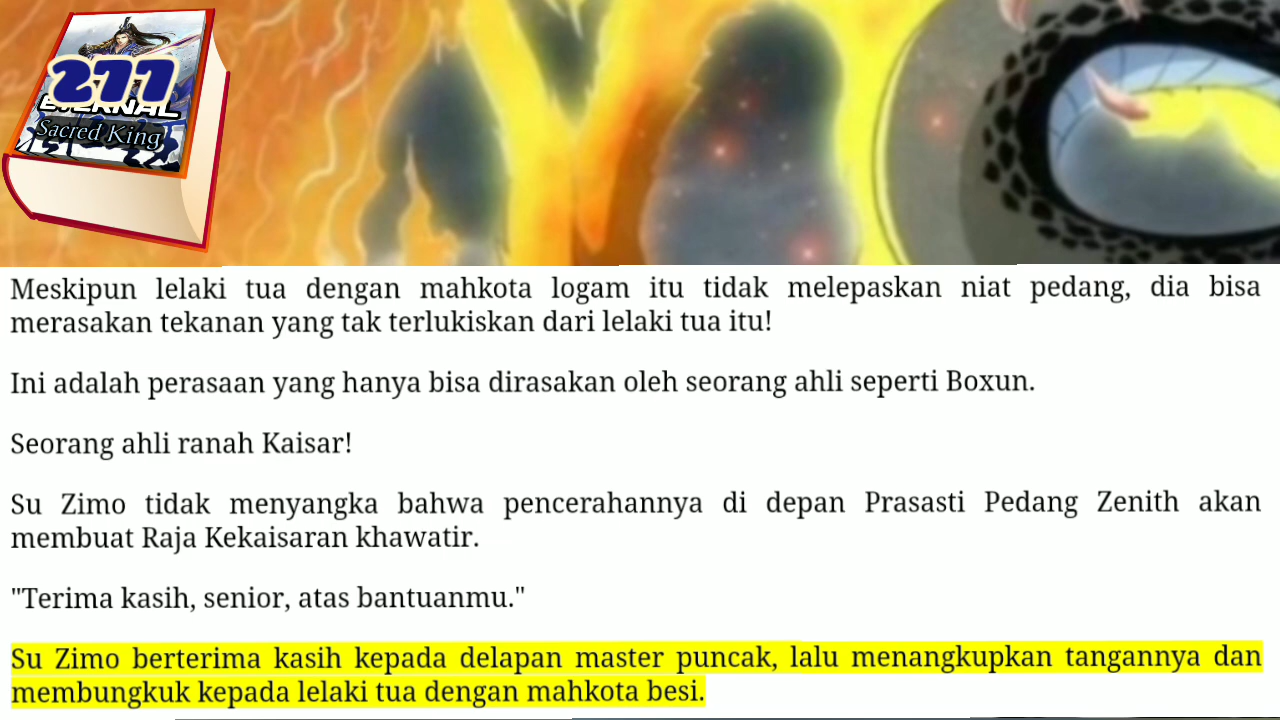 277
ETERNAL
Sacred King
Meskipun lelaki tua dengan mahkota logam itu tidak melepaskan niat pedang, dia bisa
merasakan tekanan yang tak terlukiskan dari lelaki tua itu!
Ini adalah perasaan yang hanya bisa dirasakan oleh seorang ahli seperti Boxun.
Seorang ahli ranah Kaisar!
Su Zimo tidak menyangka bahwa pencerahannya di depan Prasasti Pedang Zenith akan
membuat Raja Kekaisaran khawatir.
"Terima kasih, senior, atas bantuanmu."
Su Zimo berterima kasih kepada delapan master puncak, lalu menangkupkan tangannya dan
membungkuk kepada lelaki tua dengan mahkota besi.